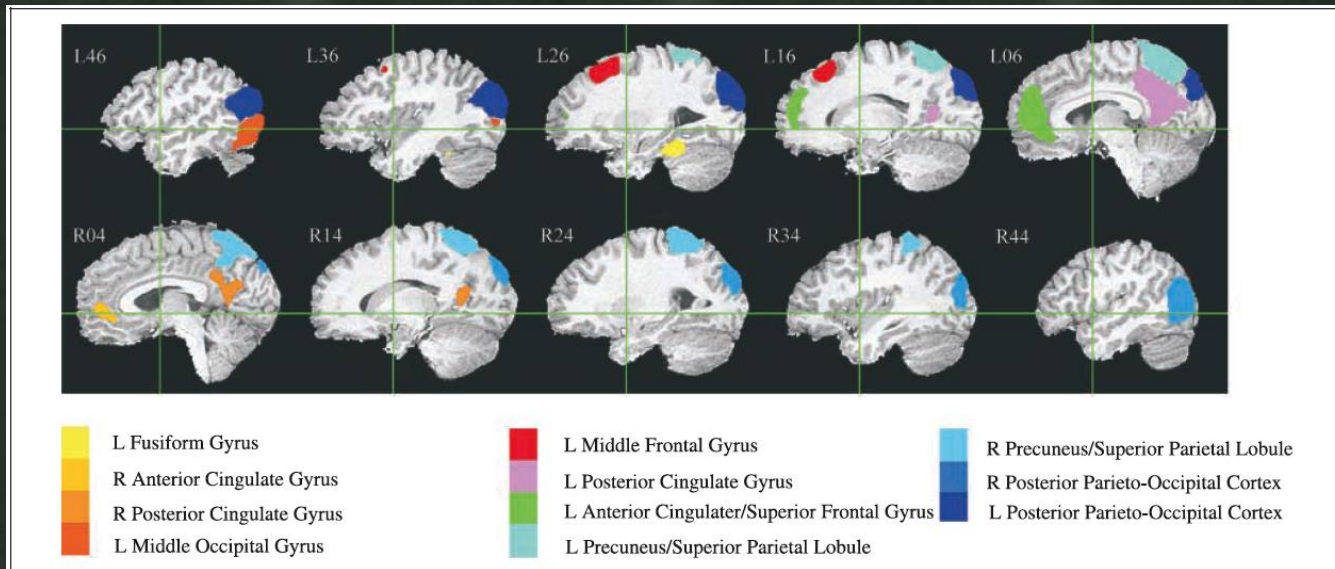 L46
L36
L26
L16
L06
R04
R14
R24
R34
R44
L Fusiform Gyrus
R Anterior Cingulate Gyrus
R Posterior Cingulate Gyrus
L Middle Occipital Gyrus
L Middle Frontal Gyrus
L Posterior Cingulate Gyrus
L Anterior Cingulater/Superior Frontal Gyrus
L Precuneus/Superior Parietal Lobule
R Precuneus/Superior Parietal Lobule
R Posterior Parieto-Occipital Cortex
L Posterior Parieto-Occipital Cortex